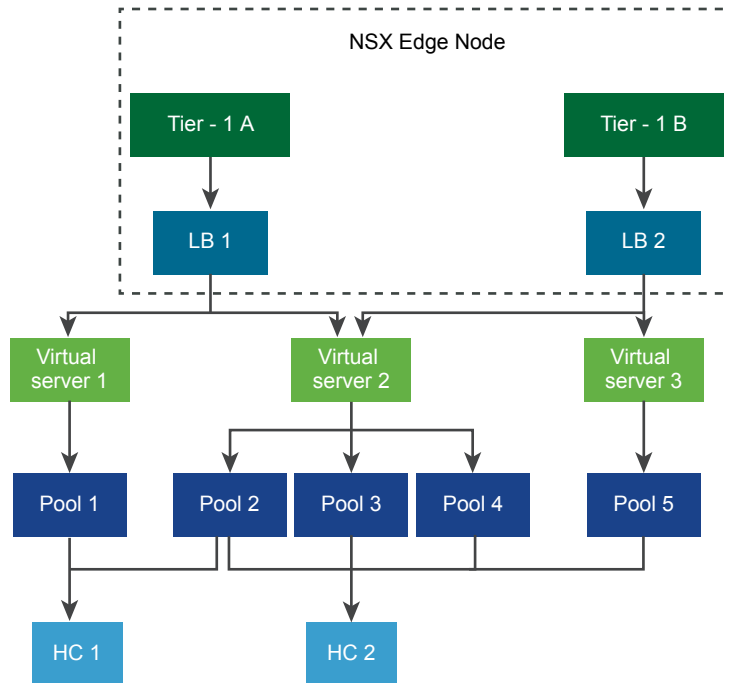 NSX Edge Node
Tier - 1 A
Tier - 1 B
LB 1
LB 2
Virtual
server 1
Virtual
server 2
Virtual
server 3
Pool 1
Pool 2
Pool 3
Pool 4
Pool 5
HC 1
HC 2